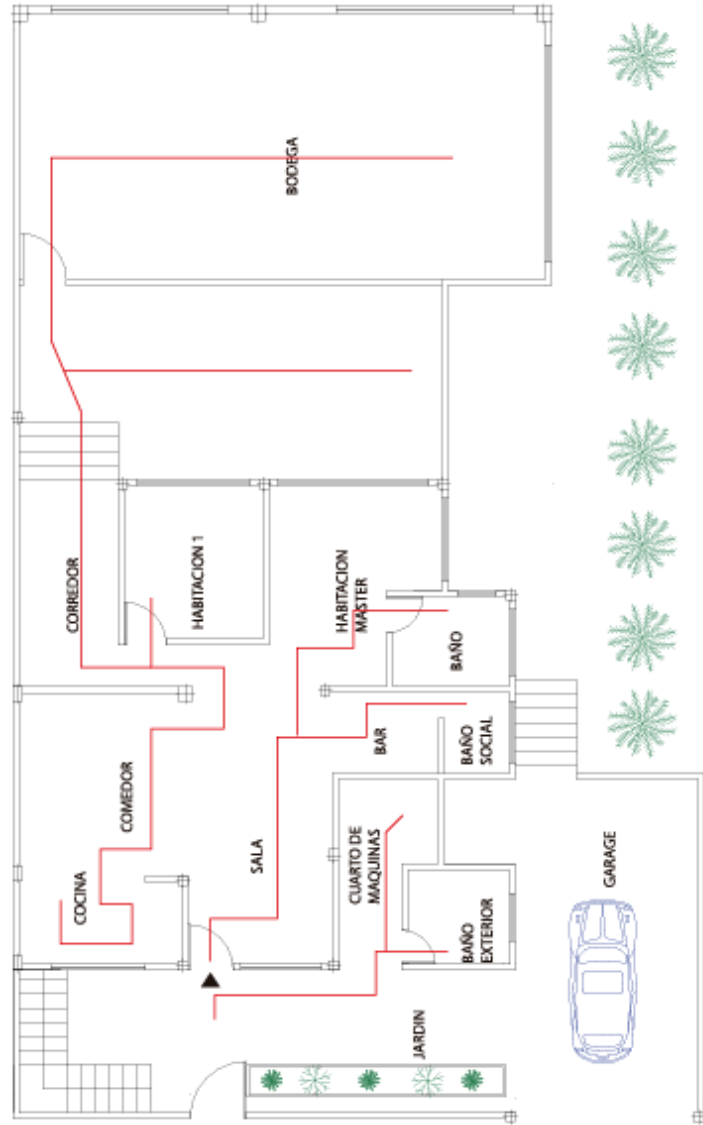 BODEGA
CORREDOR
HABITACION 1
HABITACION
MASTER
BAÑO
COMEDOR
BAR
BAÑO
SOCIAL
COCINA
SALA
CUARTO DE
MAQUINAS
BAÑO
EXTERIOR
GARAGE
JARDIN